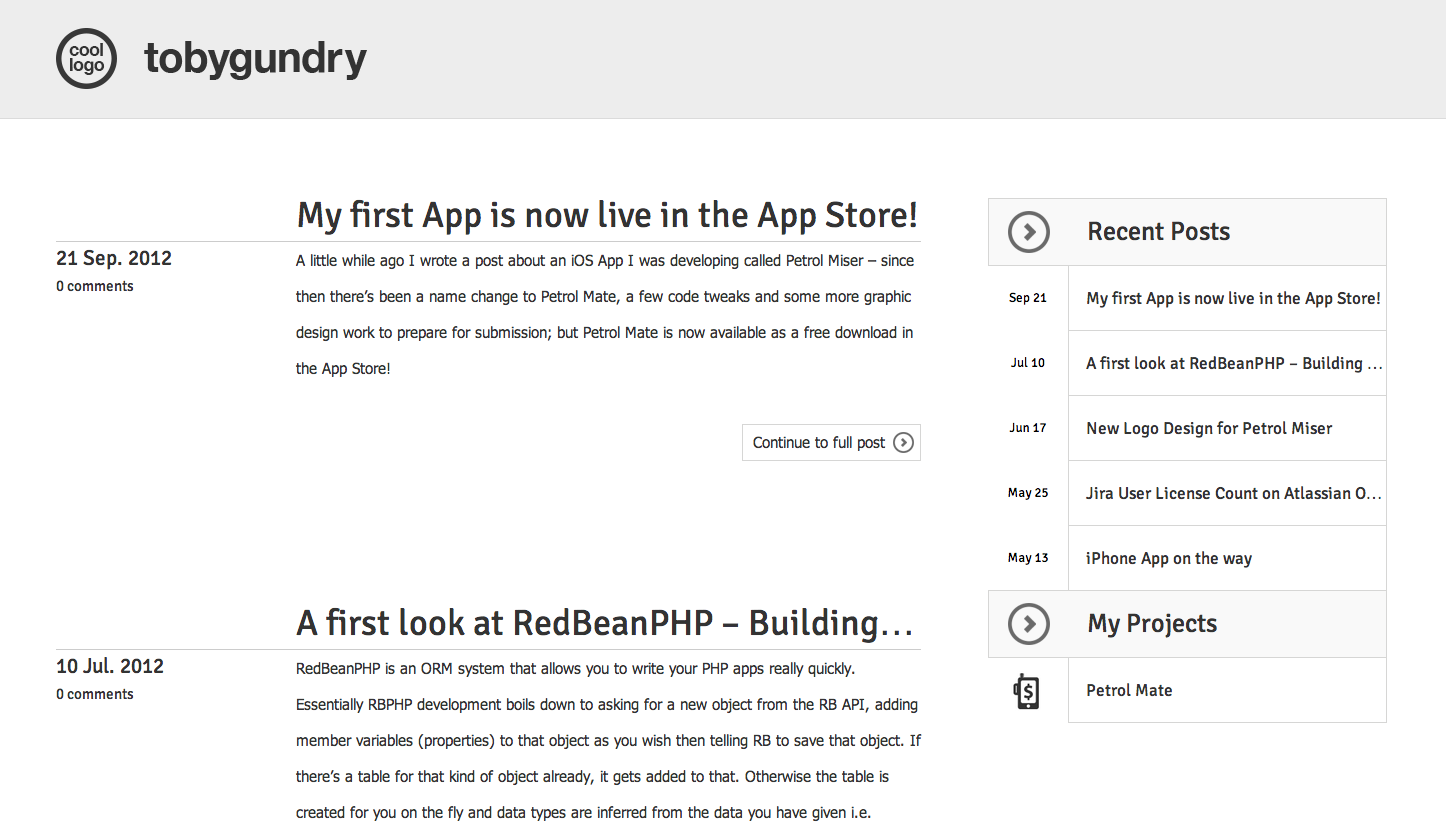 cool
logo
tobygundry
My first App is now live in the App Store!
21 Sep. 2012
0 comments
A little while ago I wrote a post about an iOS App I was developing called Petrol Miser – since
then there’s been a name change to Petrol Mate, a few code tweaks and some more graphic
design work to prepare for submission; but Petrol Mate is now available as a free download in
the App Store!
Continue to full post
A first look at RedBeanPHP – Building…
10 Jul. 2012
0 comments
RedBeanPHP is an ORM system that allows you to write your PHP apps really quickly.
Essentially RBPHP development boils down to asking for a new object from the RB API, adding
member variables (properties) to that object as you wish then telling RB to save that object. If
there’s a table for that kind of object already, it gets added to that. Otherwise the table is
created for you on the fly and data types are inferred from the data you have given i.e.
Recent Posts
Sep 21 My first App is now live in the App Store!
Jul 10 A first look at RedBeanPHP – Building …
Jun 17 New Logo Design for Petrol Miser
May 25 Jira User License Count on Atlassian O…
May 13 iPhone App on the way
My Projects
$ Petrol Mate